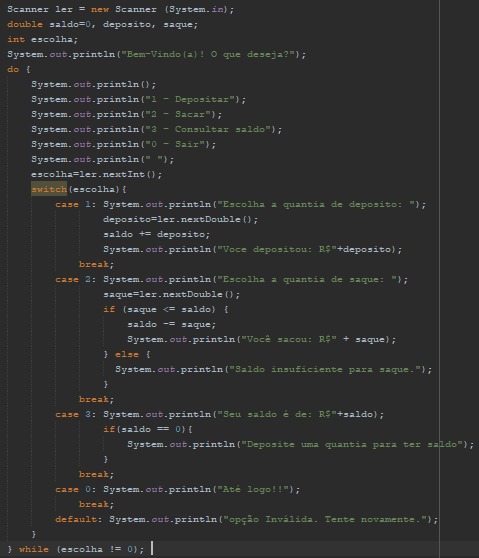 Scanner ler = new Scanner (System.in);
double saldo=0, deposito, saque;
int escolha;
System.out.println("Bem-Vindo(a)! O que deseja?");
do {
System.out.println();
System.out.println("1 - Depositar");
System.out.println("2 - Sacar");
System.out.println("3 - Consultar saldo");
System.out.println("0 - Sair");
System.out.println(" ");
escolha=ler.nextInt();
switch(escolha){
case 1: System.out.println("Escolha a quantia de deposito: ");
deposito=ler.nextDouble();
saldo += deposito;
System.out.println("Voce depositou: R$"+deposito);
break;
case 2: System.out.println("Escolha a quantia de saque: ");
saque=ler.nextDouble();
if (saque <= saldo) {
saldo -= saque;
System.out.println("Você sacou: R$" + saque);
} else {
System.out.println("Saldo insuficiente para saque.");
}
break;
case 3: System.out.println("Seu saldo é de: R$"+saldo);
if(saldo == 0){
System.out.println("Deposite uma quantia para ter saldo");
}
break;
case 0: System.out.println("Até logo!!");
break;
default: System.out.println("opção Inválida. Tente novamente.");
}
} while (escolha != 0);